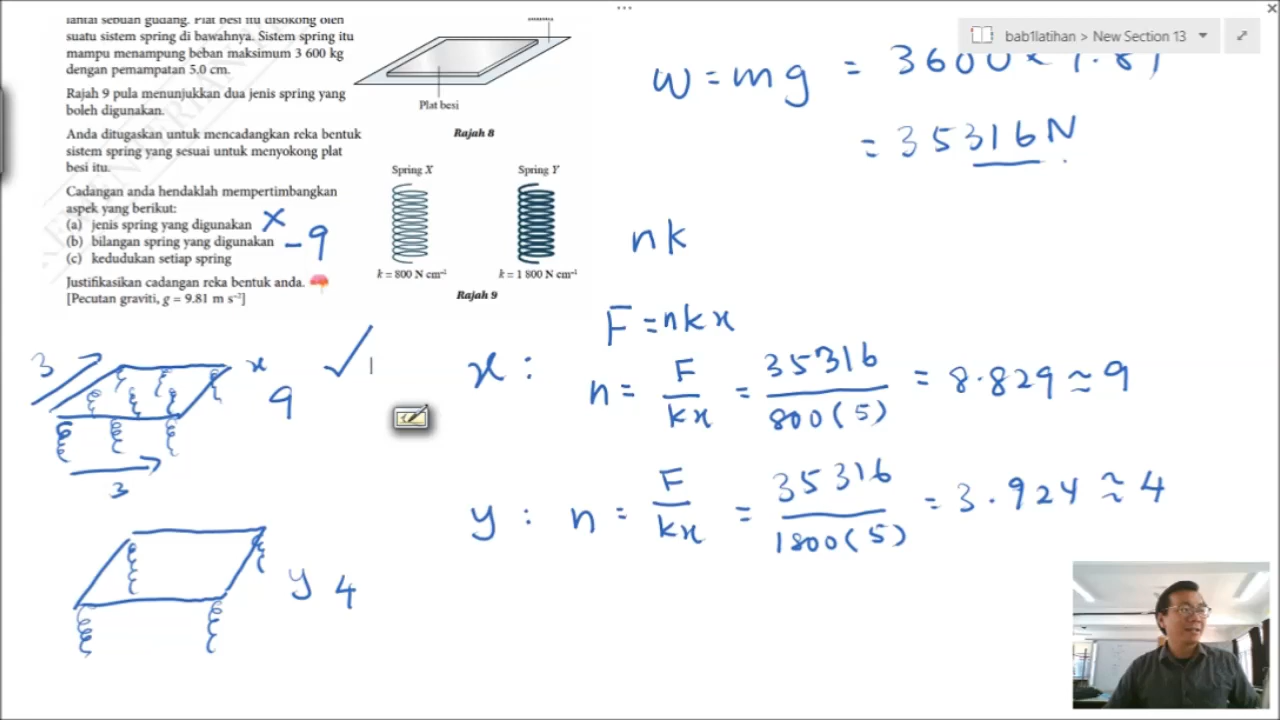 bab1latihan > New Section 13
lantai sebuah gudang. Plat besi itu disokong oleh
suatu sistem spring di bawahnya. Sistem spring itu
mampu menampung beban maksimum 3 600 kg
dengan pemampatan 5.0 cm.
Rajah 9 pula menunjukkan dua jenis spring yang
boleh digunakan.
Anda ditugaskan untuk mencadangkan reka bentuk
sistem spring yang sesuai untuk menyokong plat
besi itu.
Cadangan anda hendaklah mempertimbangkan
aspek yang berikut:
(a) jenis spring yang digunakan X
(b) bilangan spring yang digunakan – 9
(c) kedudukan setiap spring
Justifikasikan cadangan reka bentuk anda.
[Pecutan graviti, g = 9.81 m s⁻²]
Plat besi
Rajah 8
Spring X
Spring Y
k = 800 N cm⁻¹
k = 1 800 N cm⁻¹
Rajah 9
W = mg = 3600 × 9.81
= 35316 N
nk
F = nkx
x : n = F/kx = 35316/800(5) = 8.829 ≈ 9
y : n = F/kx = 35316/1800(5) = 3.924 ≈ 4
3
x
9
✓
3
y 4